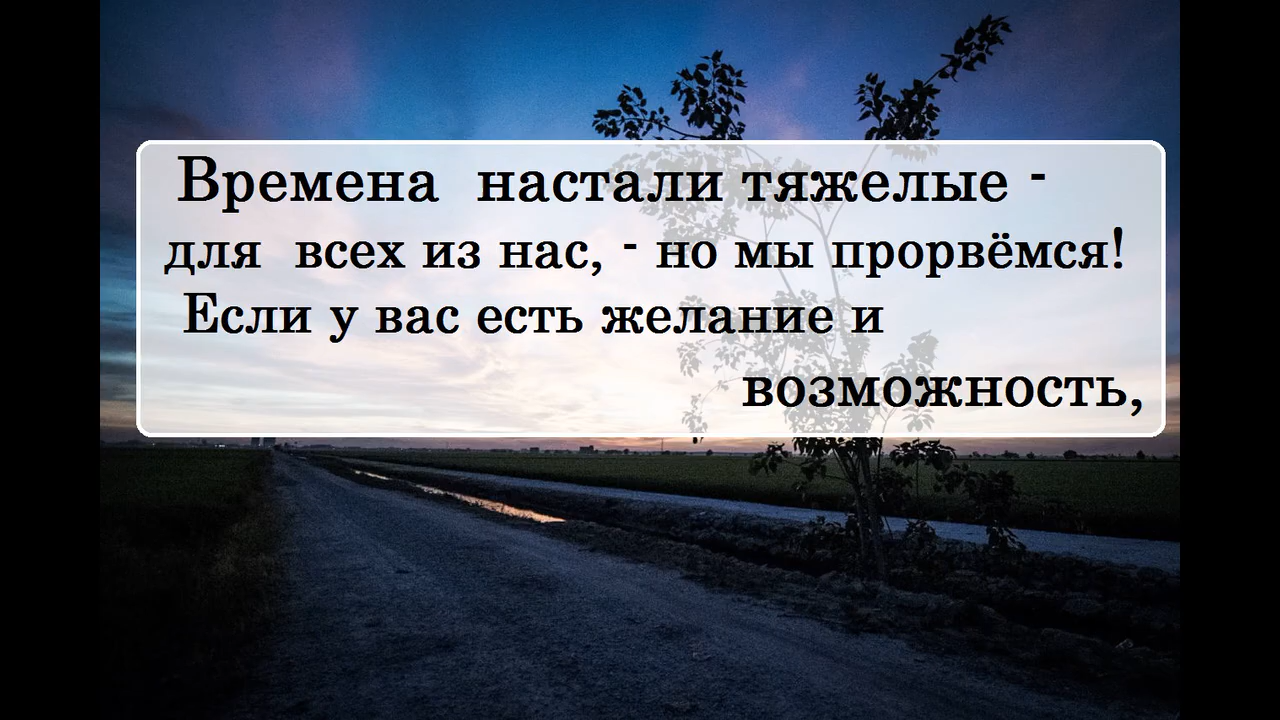 Времена настали тяжелые -
для всех из нас, - но мы прорвёмся!
Если у вас есть желание и
возможность,